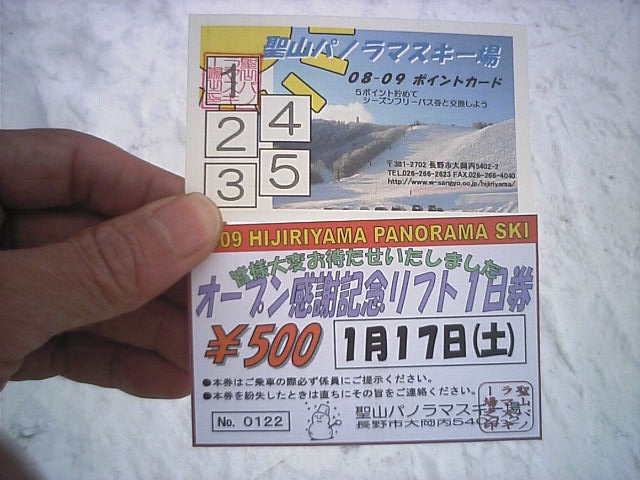 聖山パノラマスキー場
08-09 ポイントカード
5ポイント貯めて
シーズンフリーパス券と交換しよう
1
2
3
4
5
〒381-2702 長野市大岡丙5402-2
TEL.026-266-2623 FAX.026-266-4040
http://www.w-sangyo.co.jp/hijiriyama/
09 HIJIRIYAMA PANORAMA SKI
皆様大変お待たせいたしました
オープン感謝記念リフト1日券
¥500
1月17日(土)
●本券はご乗車の際必ず係員にご提示ください。
●本券を紛失したときは直ちにその旨をご連絡ください。
No. 0122
聖山パノラマスキー場
長野市大岡丙540